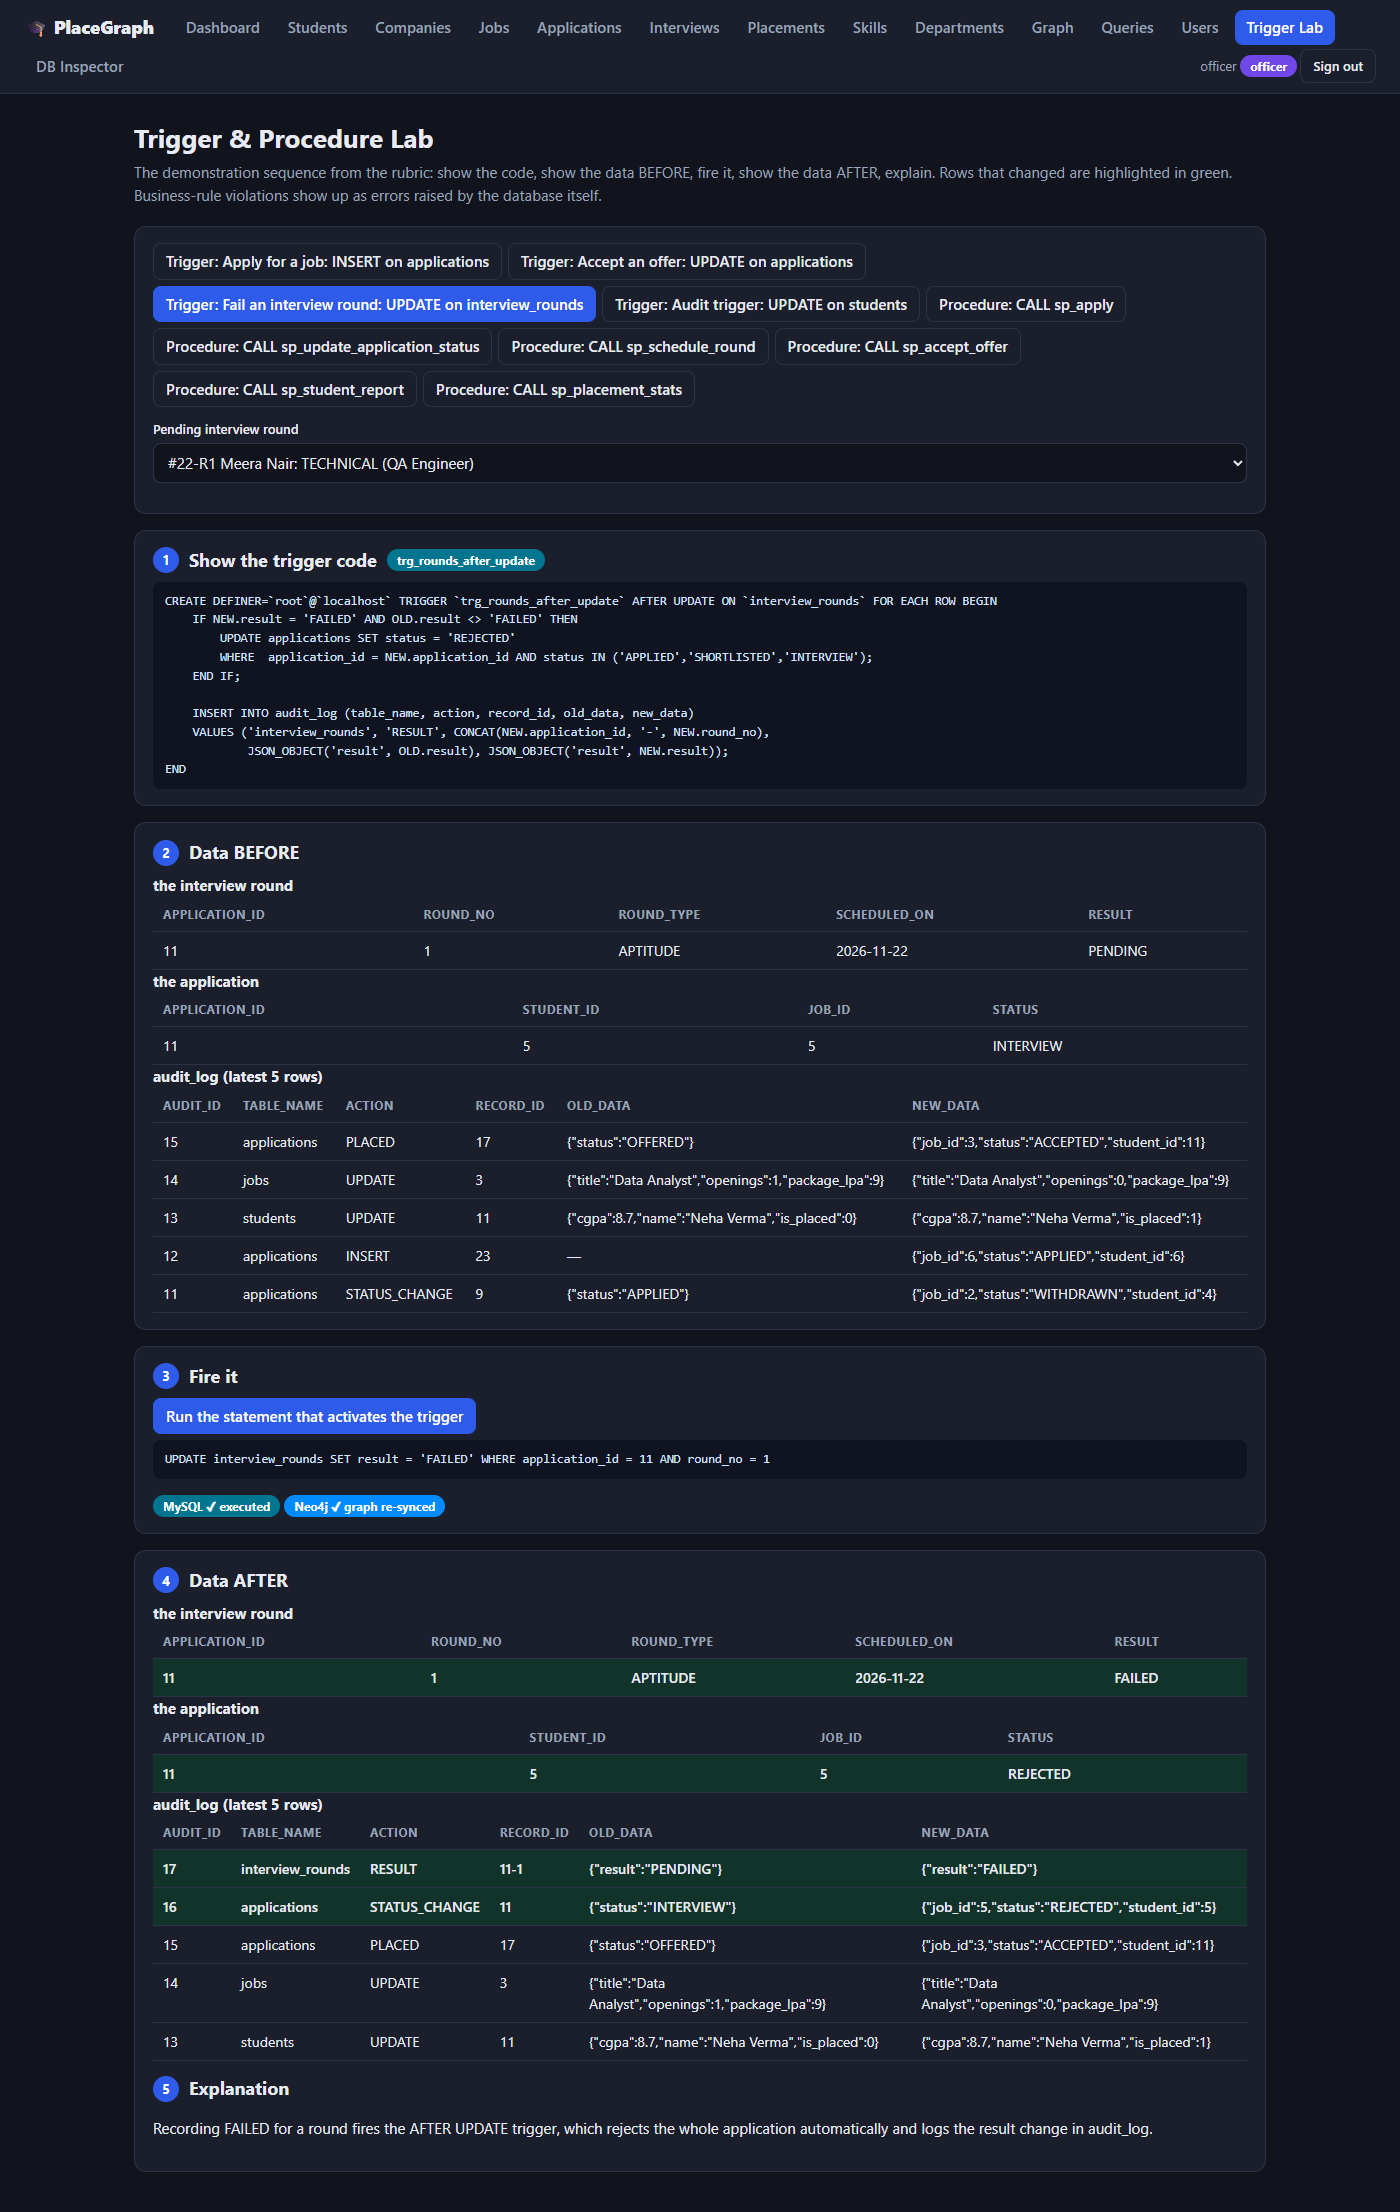 PlaceGraph Dashboard Students Companies Jobs Applications Interviews Placements Skills Departments Graph Queries Users Trigger Lab
DB Inspector officer officer Sign out
Trigger & Procedure Lab
The demonstration sequence from the rubric: show the code, show the data BEFORE, fire it, show the data AFTER, explain. Rows that changed are highlighted in green.
Business-rule violations show up as errors raised by the database itself.
Trigger: Apply for a job: INSERT on applications Trigger: Accept an offer: UPDATE on applications
Trigger: Fail an interview round: UPDATE on interview_rounds Trigger: Audit trigger: UPDATE on students Procedure: CALL sp_apply
Procedure: CALL sp_update_application_status Procedure: CALL sp_schedule_round Procedure: CALL sp_accept_offer
Procedure: CALL sp_student_report Procedure: CALL sp_placement_stats
Pending interview round
#22-R1 Meera Nair: TECHNICAL (QA Engineer)
1 Show the trigger code trg_rounds_after_update
CREATE DEFINER=`root`@`localhost` TRIGGER `trg_rounds_after_update` AFTER UPDATE ON `interview_rounds` FOR EACH ROW BEGIN
IF NEW.result = 'FAILED' AND OLD.result <> 'FAILED' THEN
UPDATE applications SET status = 'REJECTED'
WHERE application_id = NEW.application_id AND status IN ('APPLIED','SHORTLISTED','INTERVIEW');
END IF;
INSERT INTO audit_log (table_name, action, record_id, old_data, new_data)
VALUES ('interview_rounds', 'RESULT', CONCAT(NEW.application_id, '-', NEW.round_no),
JSON_OBJECT('result', OLD.result), JSON_OBJECT('result', NEW.result));
END
2 Data BEFORE
the interview round
APPLICATION_ID ROUND_NO ROUND_TYPE SCHEDULED_ON RESULT
11 1 APTITUDE 2026-11-22 PENDING
the application
APPLICATION_ID STUDENT_ID JOB_ID STATUS
11 5 5 INTERVIEW
audit_log (latest 5 rows)
AUDIT_ID TABLE_NAME ACTION RECORD_ID OLD_DATA NEW_DATA
15 applications PLACED 17 {"status":"OFFERED"} {"job_id":3,"status":"ACCEPTED","student_id":11}
14 jobs UPDATE 3 {"title":"Data Analyst","openings":1,"package_lpa":9} {"title":"Data Analyst","openings":0,"package_lpa":9}
13 students UPDATE 11 {"cgpa":8.7,"name":"Neha Verma","is_placed":0} {"cgpa":8.7,"name":"Neha Verma","is_placed":1}
12 applications INSERT 23 — {"job_id":6,"status":"APPLIED","student_id":6}
11 applications STATUS_CHANGE 9 {"status":"APPLIED"} {"job_id":2,"status":"WITHDRAWN","student_id":4}
3 Fire it
Run the statement that activates the trigger
UPDATE interview_rounds SET result = 'FAILED' WHERE application_id = 11 AND round_no = 1
MySQL ✓ executed Neo4j ✓ graph re-synced
4 Data AFTER
the interview round
APPLICATION_ID ROUND_NO ROUND_TYPE SCHEDULED_ON RESULT
11 1 APTITUDE 2026-11-22 FAILED
the application
APPLICATION_ID STUDENT_ID JOB_ID STATUS
11 5 5 REJECTED
audit_log (latest 5 rows)
AUDIT_ID TABLE_NAME ACTION RECORD_ID OLD_DATA NEW_DATA
17 interview_rounds RESULT 11-1 {"result":"PENDING"} {"result":"FAILED"}
16 applications STATUS_CHANGE 11 {"status":"INTERVIEW"} {"job_id":5,"status":"REJECTED","student_id":5}
15 applications PLACED 17 {"status":"OFFERED"} {"job_id":3,"status":"ACCEPTED","student_id":11}
14 jobs UPDATE 3 {"title":"Data {"title":"Data
Analyst","openings":1,"package_lpa":9} Analyst","openings":0,"package_lpa":9}
13 students UPDATE 11 {"cgpa":8.7,"name":"Neha Verma","is_placed":0} {"cgpa":8.7,"name":"Neha Verma","is_placed":1}
5 Explanation
Recording FAILED for a round fires the AFTER UPDATE trigger, which rejects the whole application automatically and logs the result change in audit_log.